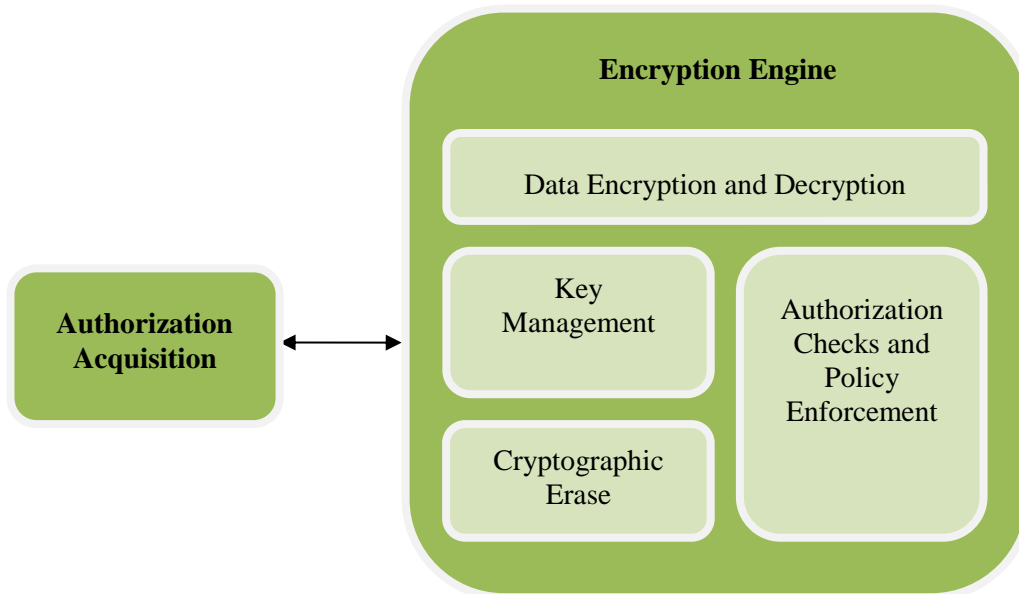 Encryption Engine
Data Encryption and Decryption
Key
Management
Authorization
Checks and
Policy
Enforcement
Cryptographic
Erase
Authorization
Acquisition